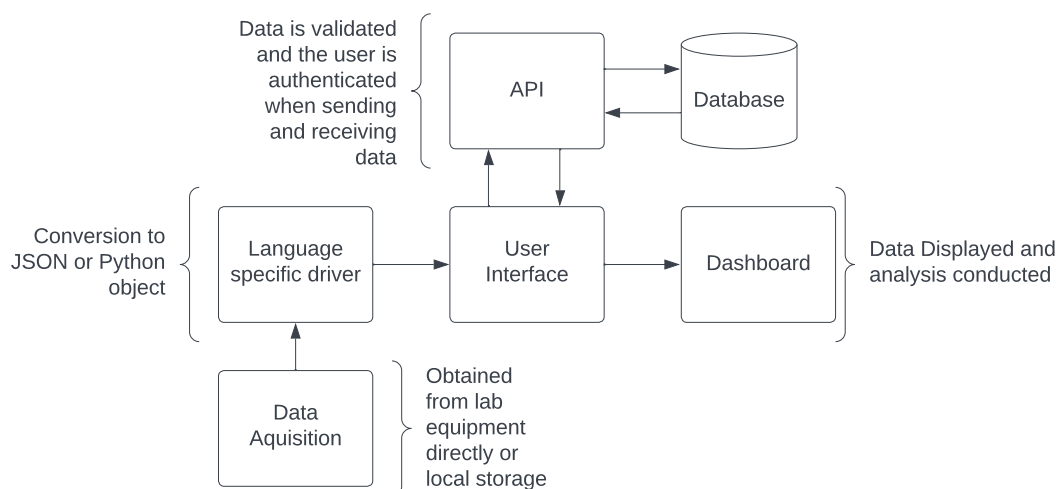 Data is validated
and the user is
authenticated
when sending
and receiving
data
API
Database
Conversion to
JSON or Python
object
Language
specific driver
User
Interface
Dashboard
Data Displayed and
analysis conducted
Data
Aquisition
Obtained
from lab
equipment
directly or
local storage